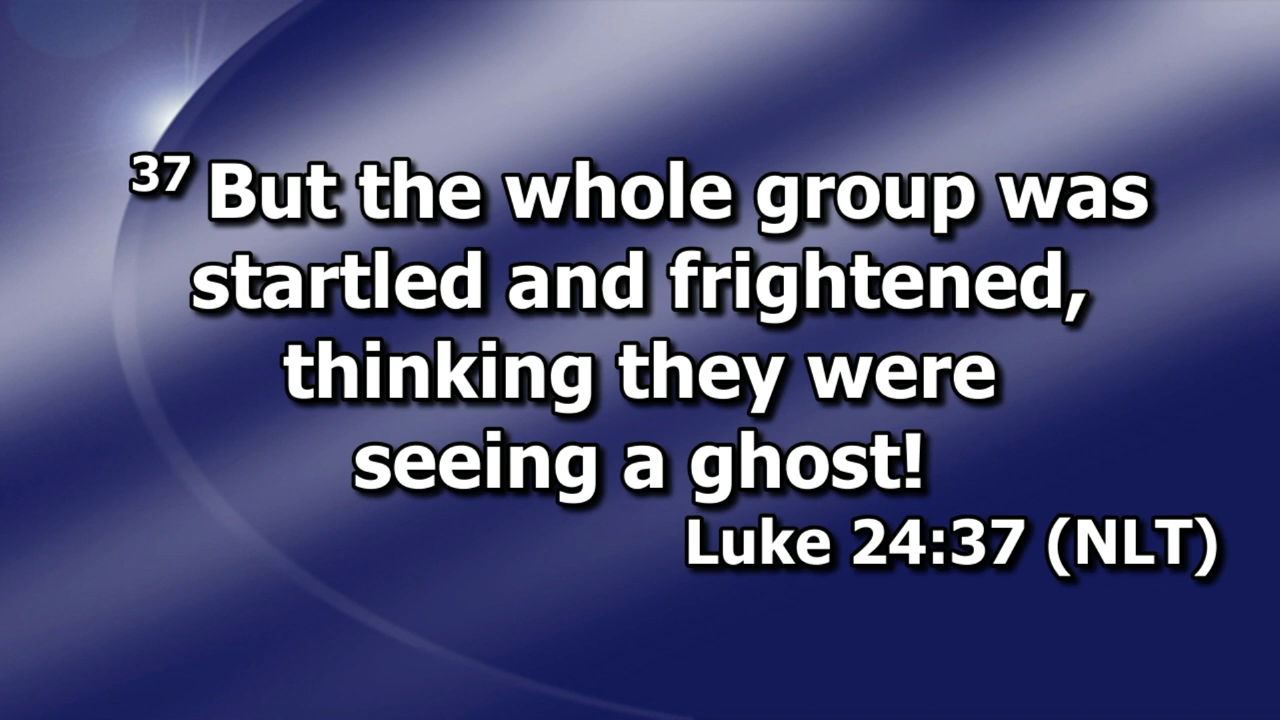 37 But the whole group was
startled and frightened,
thinking they were
seeing a ghost!
Luke 24:37 (NLT)